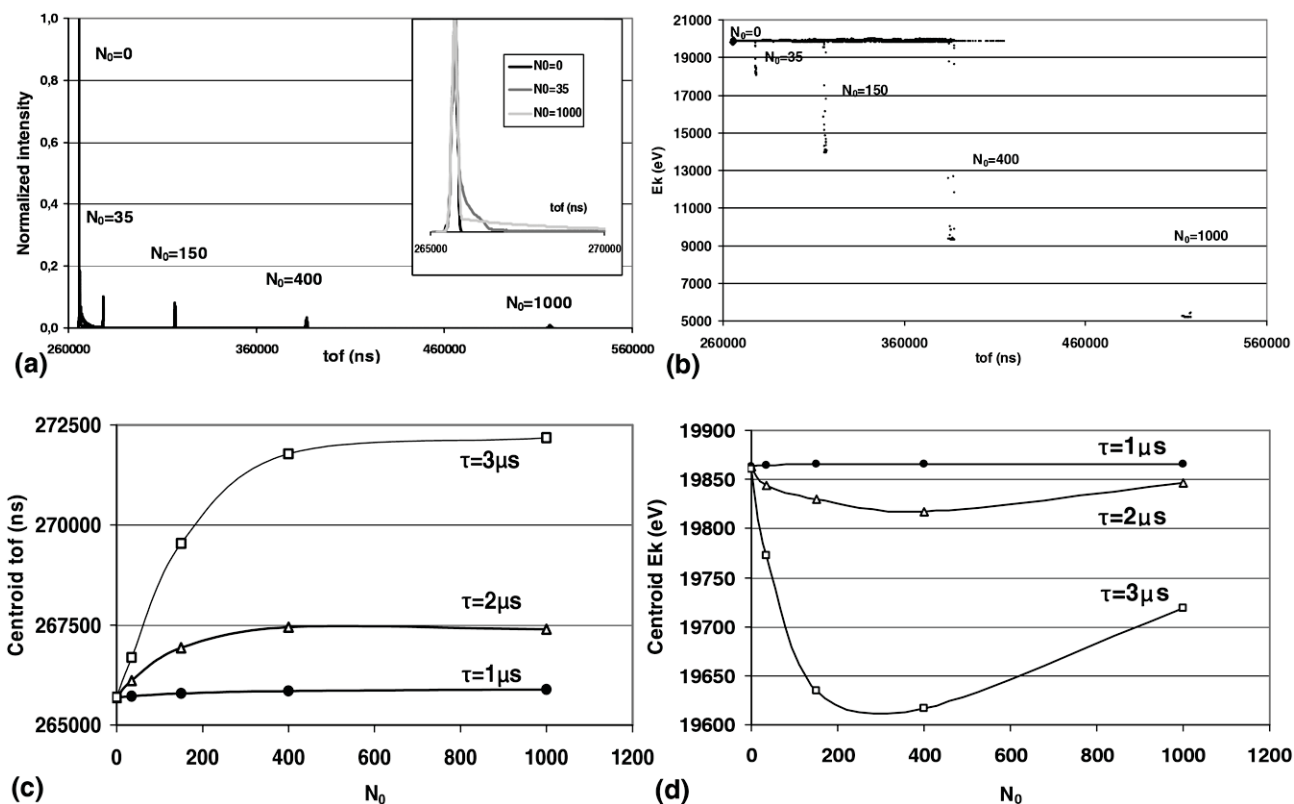 1,0
0,8
0,6
0,4
0,2
0,0
Normalized intensity
N₀=0
N₀=35
N₀=150
N₀=400
N₀=1000
N0=0
N0=35
N0=1000
tof (ns)
265000
270000
260000
360000
460000
560000
tof (ns)
(a)
21000
19000
17000
15000
13000
11000
9000
7000
5000
Ek (eV)
N₀=0
N₀=35
N₀=150
N₀=400
N₀=1000
260000
360000
460000
560000
tof (ns)
(b)
272500
270000
267500
265000
Centroid tof (ns)
τ=3µs
τ=2µs
τ=1µs
0
200
400
600
800
1000
1200
N₀
(c)
19900
19850
19800
19750
19700
19650
19600
Centroid Ek (eV)
τ=1µs
τ=2µs
τ=3µs
0
200
400
600
800
1000
1200
N₀
(d)